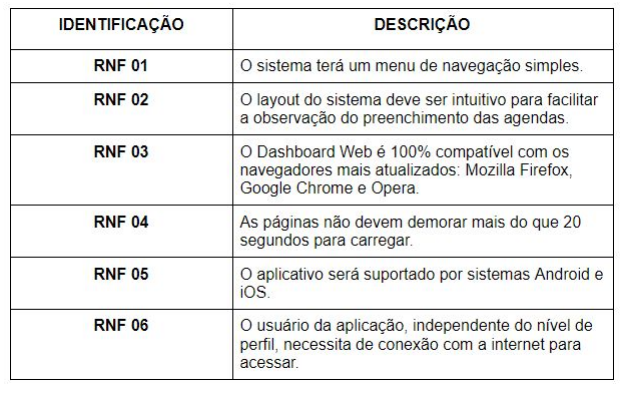 IDENTIFICAÇÃO DESCRIÇÃO
RNF 01 O sistema terá um menu de navegação simples.
RNF 02 O layout do sistema deve ser intuitivo para facilitar
a observação do preenchimento das agendas.
RNF 03 O Dashboard Web é 100% compatível com os
navegadores mais atualizados: Mozilla Firefox,
Google Chrome e Opera.
RNF 04 As páginas não devem demorar mais do que 20
segundos para carregar.
RNF 05 O aplicativo será suportado por sistemas Android e
iOS.
RNF 06 O usuário da aplicação, independente do nível de
perfil, necessita de conexão com a internet para
acessar.